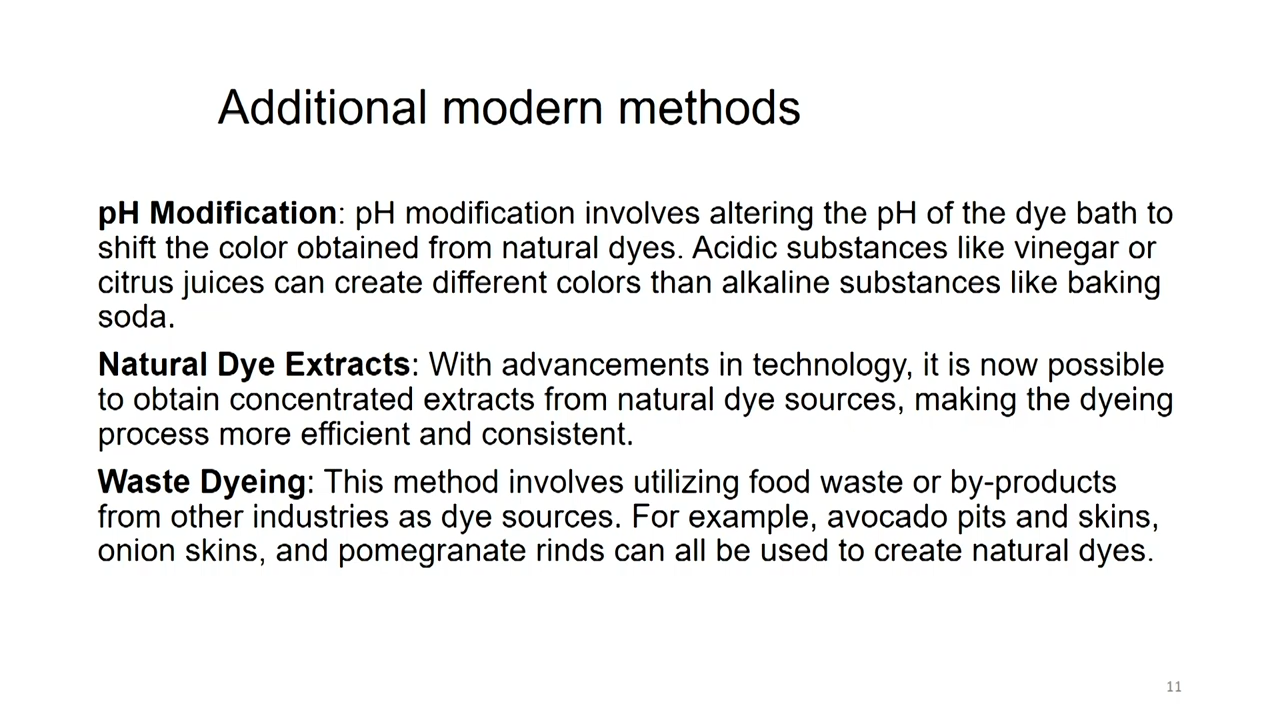 Additional modern methods
pH Modification: pH modification involves altering the pH of the dye bath to
shift the color obtained from natural dyes. Acidic substances like vinegar or
citrus juices can create different colors than alkaline substances like baking
soda.
Natural Dye Extracts: With advancements in technology, it is now possible
to obtain concentrated extracts from natural dye sources, making the dyeing
process more efficient and consistent.
Waste Dyeing: This method involves utilizing food waste or by-products
from other industries as dye sources. For example, avocado pits and skins,
onion skins, and pomegranate rinds can all be used to create natural dyes.
11